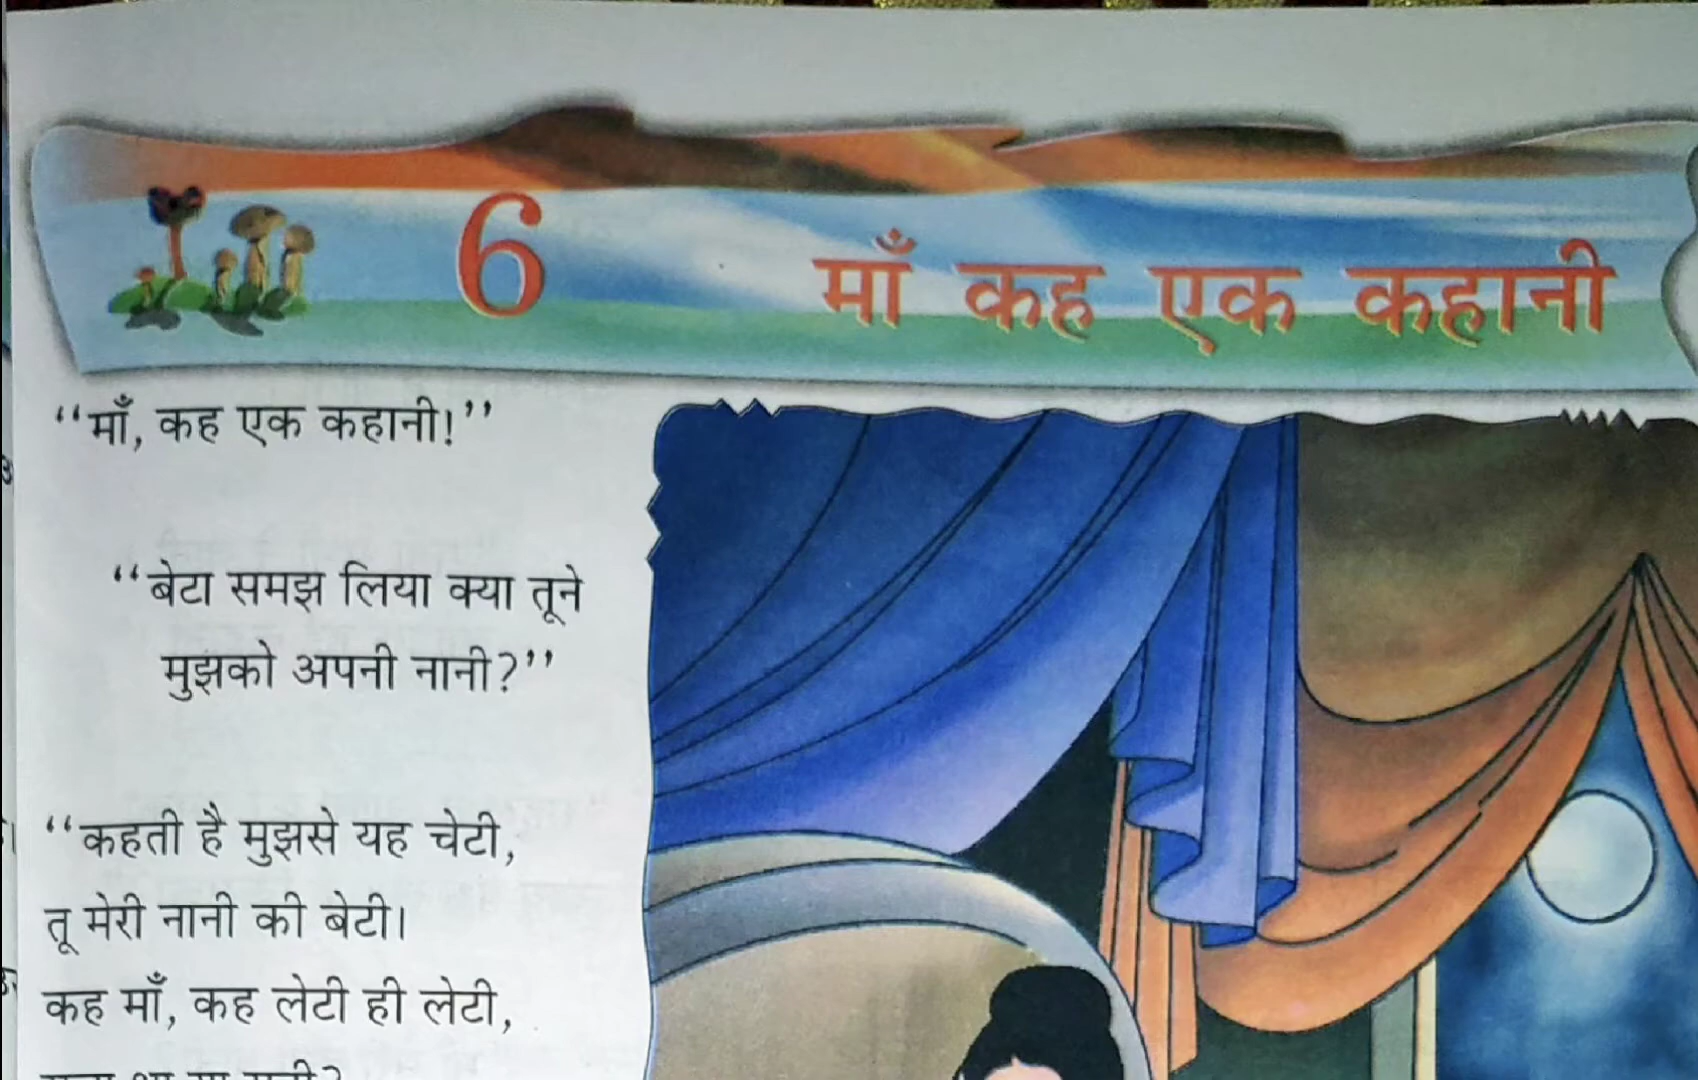 6 माँ कह एक कहानी
“माँ, कह एक कहानी!”
“बेटा समझ लिया क्या तूने
मुझको अपनी नानी?”
“कहती है मुझसे यह चेटी,
तू मेरी नानी की बेटी।
कह माँ, कह लेटी ही लेटी,